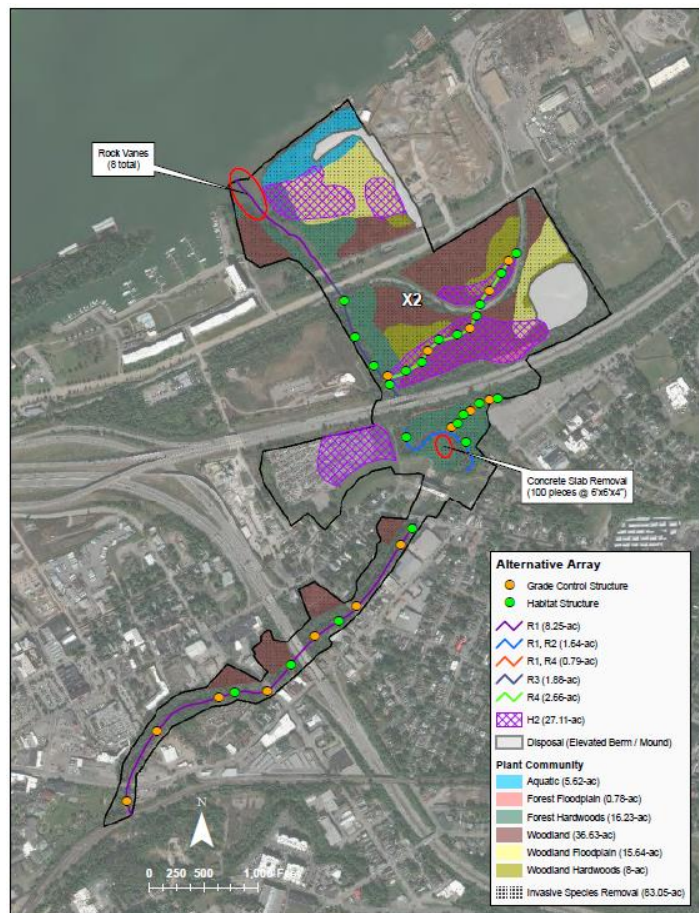 Rock Vanes
(8 total)
X2
Concrete Slab Removal
(100 pieces @ 6'x6'x4")
Alternative Array
Grade Control Structure
Habitat Structure
R1 (8.25-ac)
R1, R2 (1.64-ac)
R1, R4 (0.79-ac)
R3 (1.88-ac)
R4 (2.66-ac)
H2 (27.11-ac)
Disposal (Elevated Berm / Mound)
Plant Community
Aquatic (5.62-ac)
Forest Floodplain (0.78-ac)
Forest Hardwoods (16.23-ac)
Woodland (36.63-ac)
Woodland Floodplain (15.64-ac)
Woodland Hardwoods (8-ac)
Invasive Species Removal (83.05-ac)
N
0 250 500 1,000